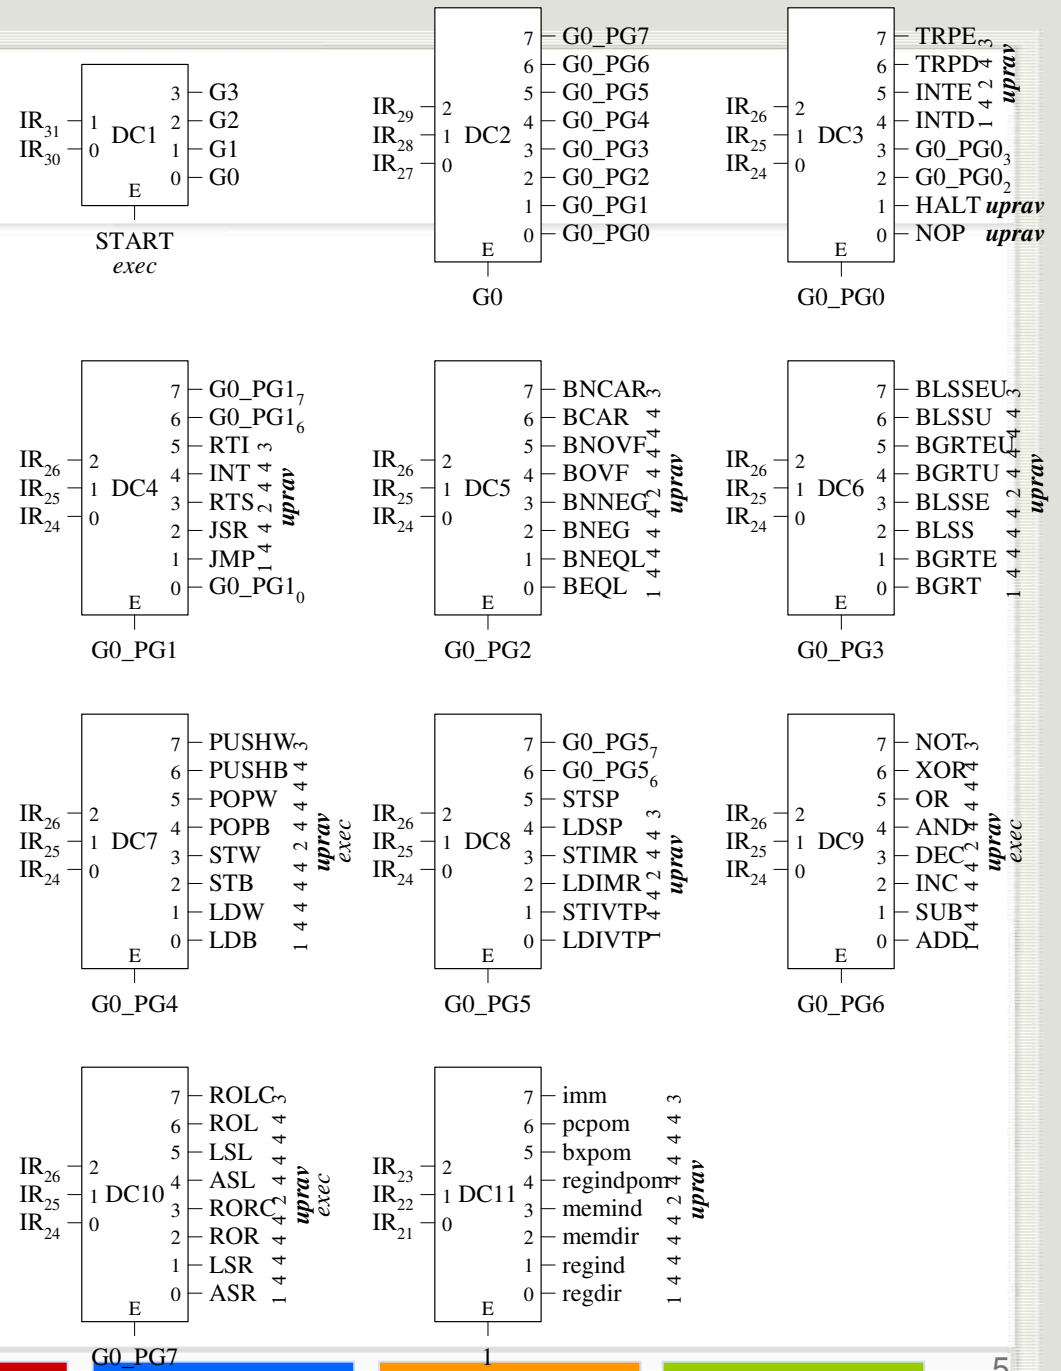 IR31 1 DC1 3 G3
IR30 0 2 G2
1 G1
0 G0
E
START
exec
IR29 2 DC2 7 G0_PG7
IR28 1 6 G0_PG6
IR27 0 5 G0_PG5
4 G0_PG4
3 G0_PG3
2 G0_PG2
1 G0_PG1
0 G0_PG0
E
G0
IR26 2 DC3 7 TRPE
IR25 1 6 TRPD
IR24 0 5 INTE
4 INTD
uprav
3 G0_PG03
2 G0_PG02
1 HALT uprav
0 NOP uprav
E
G0_PG0
IR26 2 DC4 7 G0_PG17
IR25 1 6 G0_PG16
IR24 0 5 RTI
4 INT
3 RTS
2 JSR
1 JMP
uprav
0 G0_PG10
E
G0_PG1
IR26 2 DC5 7 BNCAR
IR25 1 6 BCAR
IR24 0 5 BNOVF
4 BOVF
3 BNNEG
2 BNEG
1 BNEQL
0 BEQL
uprav
E
G0_PG2
IR26 2 DC6 7 BLSSEU
IR25 1 6 BLSSU
IR24 0 5 BGRTEU
4 BGRTU
3 BLSSE
2 BLSS
1 BGRTE
0 BGRT
uprav
E
G0_PG3
IR26 2 DC7 7 PUSHW
IR25 1 6 PUSHB
IR24 0 5 POPW
4 POPB
3 STW
2 STB
1 LDW
0 LDB
uprav
exec
E
G0_PG4
IR26 2 DC8 7 G0_PG57
IR25 1 6 G0_PG56
IR24 0 5 STSP
4 LDSP
3 STIMR
2 LDIMR
1 STIVTP
0 LDIVTP
uprav
E
G0_PG5
IR26 2 DC9 7 NOT
IR25 1 6 XOR
IR24 0 5 OR
4 AND
3 DEC
2 INC
1 SUB
0 ADD
uprav
exec
E
G0_PG6
IR26 2 DC10 7 ROLC
IR25 1 6 ROL
IR24 0 5 LSL
4 ASL
3 RORC
2 ROR
1 LSR
0 ASR
uprav
exec
E
G0_PG7
IR23 2 DC11 7 imm
IR22 1 6 pcpom
IR21 0 5 bxpom
4 regindpom
3 memind
2 memdir
1 regind
0 regdir
uprav
E
1
5